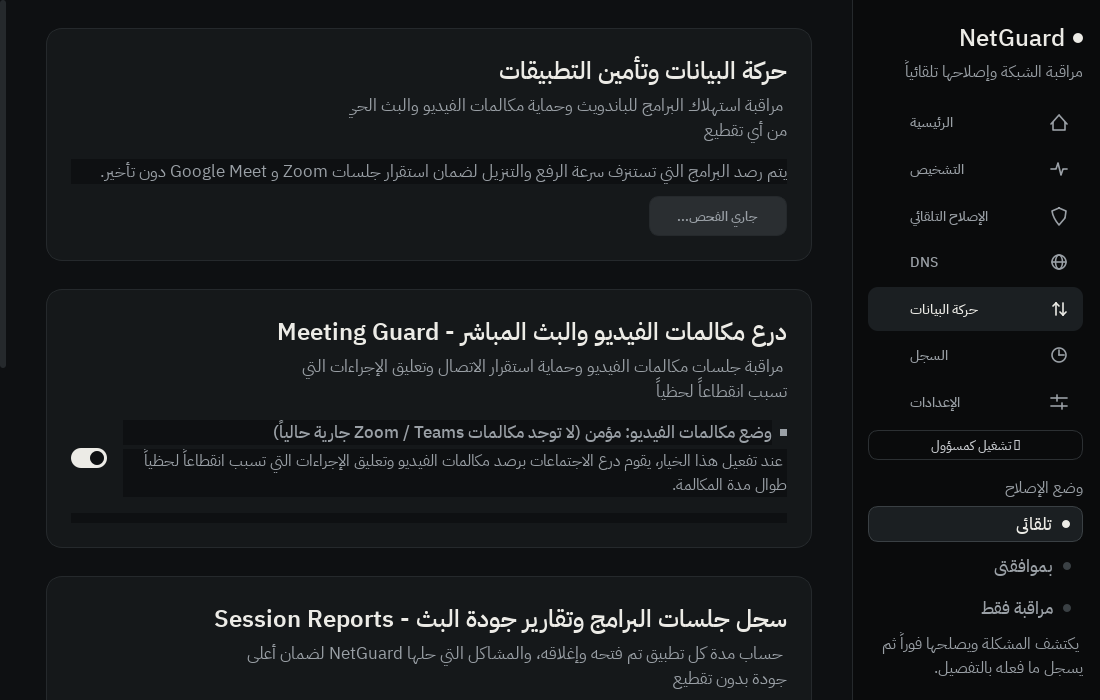 NetGuard
مراقبة الشبكة وإصلاحها تلقائياً
الرئيسية
التشخيص
الإصلاح التلقائي
DNS
حركة البيانات
السجل
الإعدادات
تشغيل كمسؤول
وضع الإصلاح
تلقائي
بموافقتي
مراقبة فقط
يكتشف المشكلة ويصلحها فوراً ثم
يسجل ما فعله بالتفصيل.
حركة البيانات وتأمين التطبيقات
مراقبة استهلاك البرامج للباندويث وحماية مكالمات الفيديو والبث الحي
من أي تقطيع
يتم رصد البرامج التي تستنزف سرعة الرفع والتنزيل لضمان استقرار جلسات Zoom و Google Meet دون تأخير.
جاري الفحص...
درع مكالمات الفيديو والبث المباشر - Meeting Guard
مراقبة جلسات مكالمات الفيديو وحماية استقرار الاتصال وتعليق الإجراءات التي
تسبب انقطاعاً لحظياً
وضع مكالمات الفيديو: مؤمن (لا توجد مكالمات Zoom / Teams جارية حالياً)
عند تفعيل هذا الخيار، يقوم درع الاجتماعات برصد مكالمات الفيديو وتعليق الإجراءات التي تسبب انقطاعاً لحظياً
طوال مدة المكالمة.
سجل جلسات البرامج وتقارير جودة البث - Session Reports
حساب مدة كل تطبيق تم فتحه وإغلاقه، والمشاكل التي حلها NetGuard لضمان أعلى
جودة بدون تقطيع